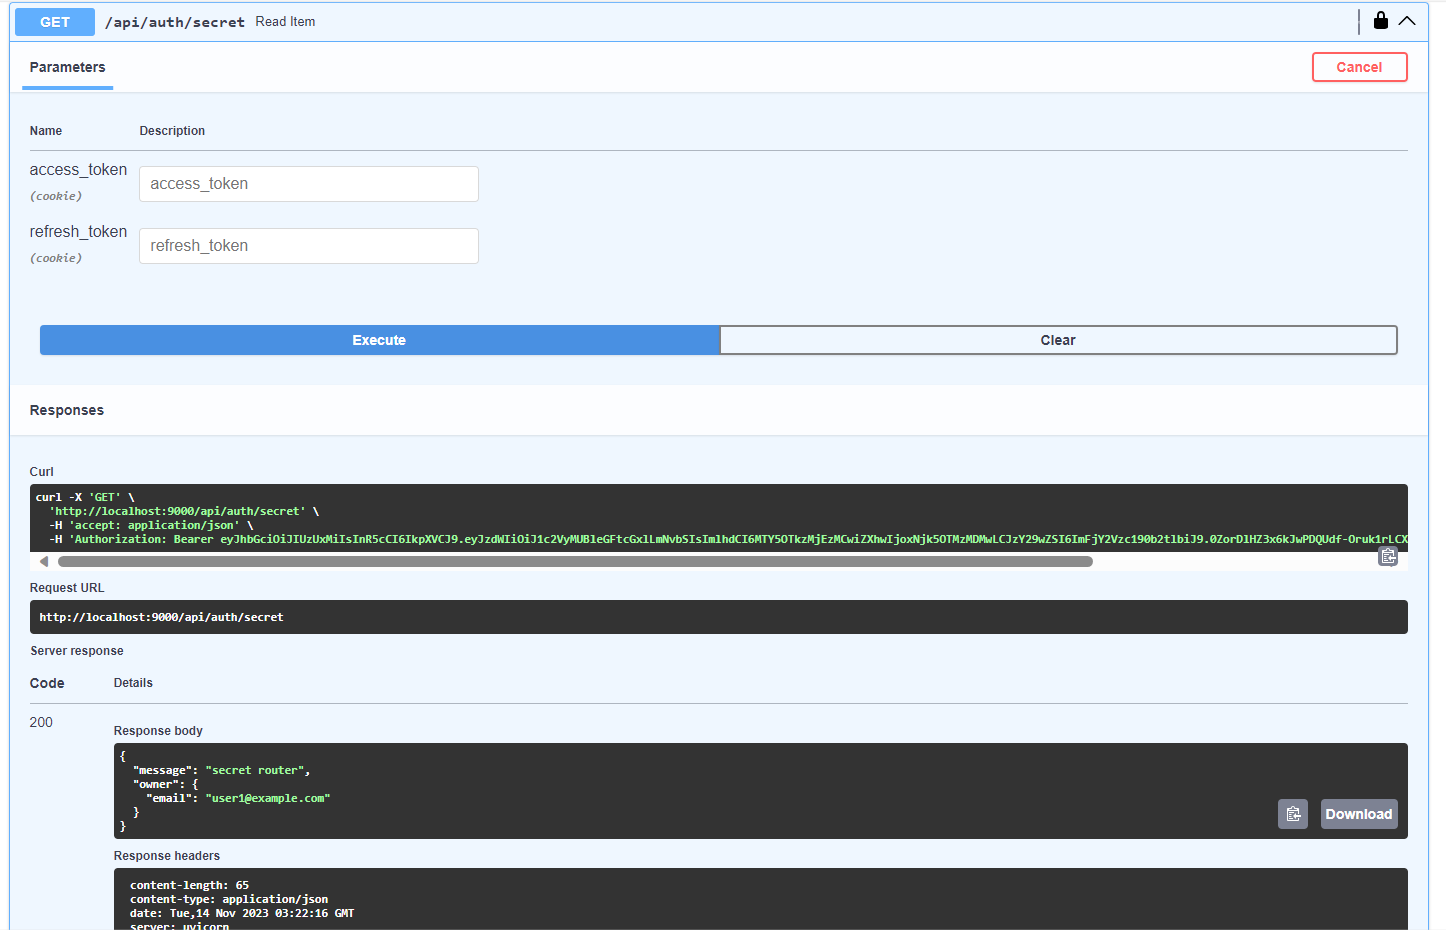 GET /api/auth/secret Read Item
Parameters
Cancel
Name Description
access_token
(cookie)
access_token
refresh_token
(cookie)
refresh_token
Execute
Clear
Responses
Curl
curl -X 'GET' \
'http://localhost:9000/api/auth/secret' \
-H 'accept: application/json' \
-H 'Authorization: Bearer
Request URL
http://localhost:9000/api/auth/secret
Server response
Code Details
200
Response body
{
"message": "secret router",
"owner": {
"email": "user1@example.com"
}
}
Download
Response headers
content-length: 65
content-type: application/json
date: Tue,14 Nov 2023 03:22:16 GMT
server: uvicorn